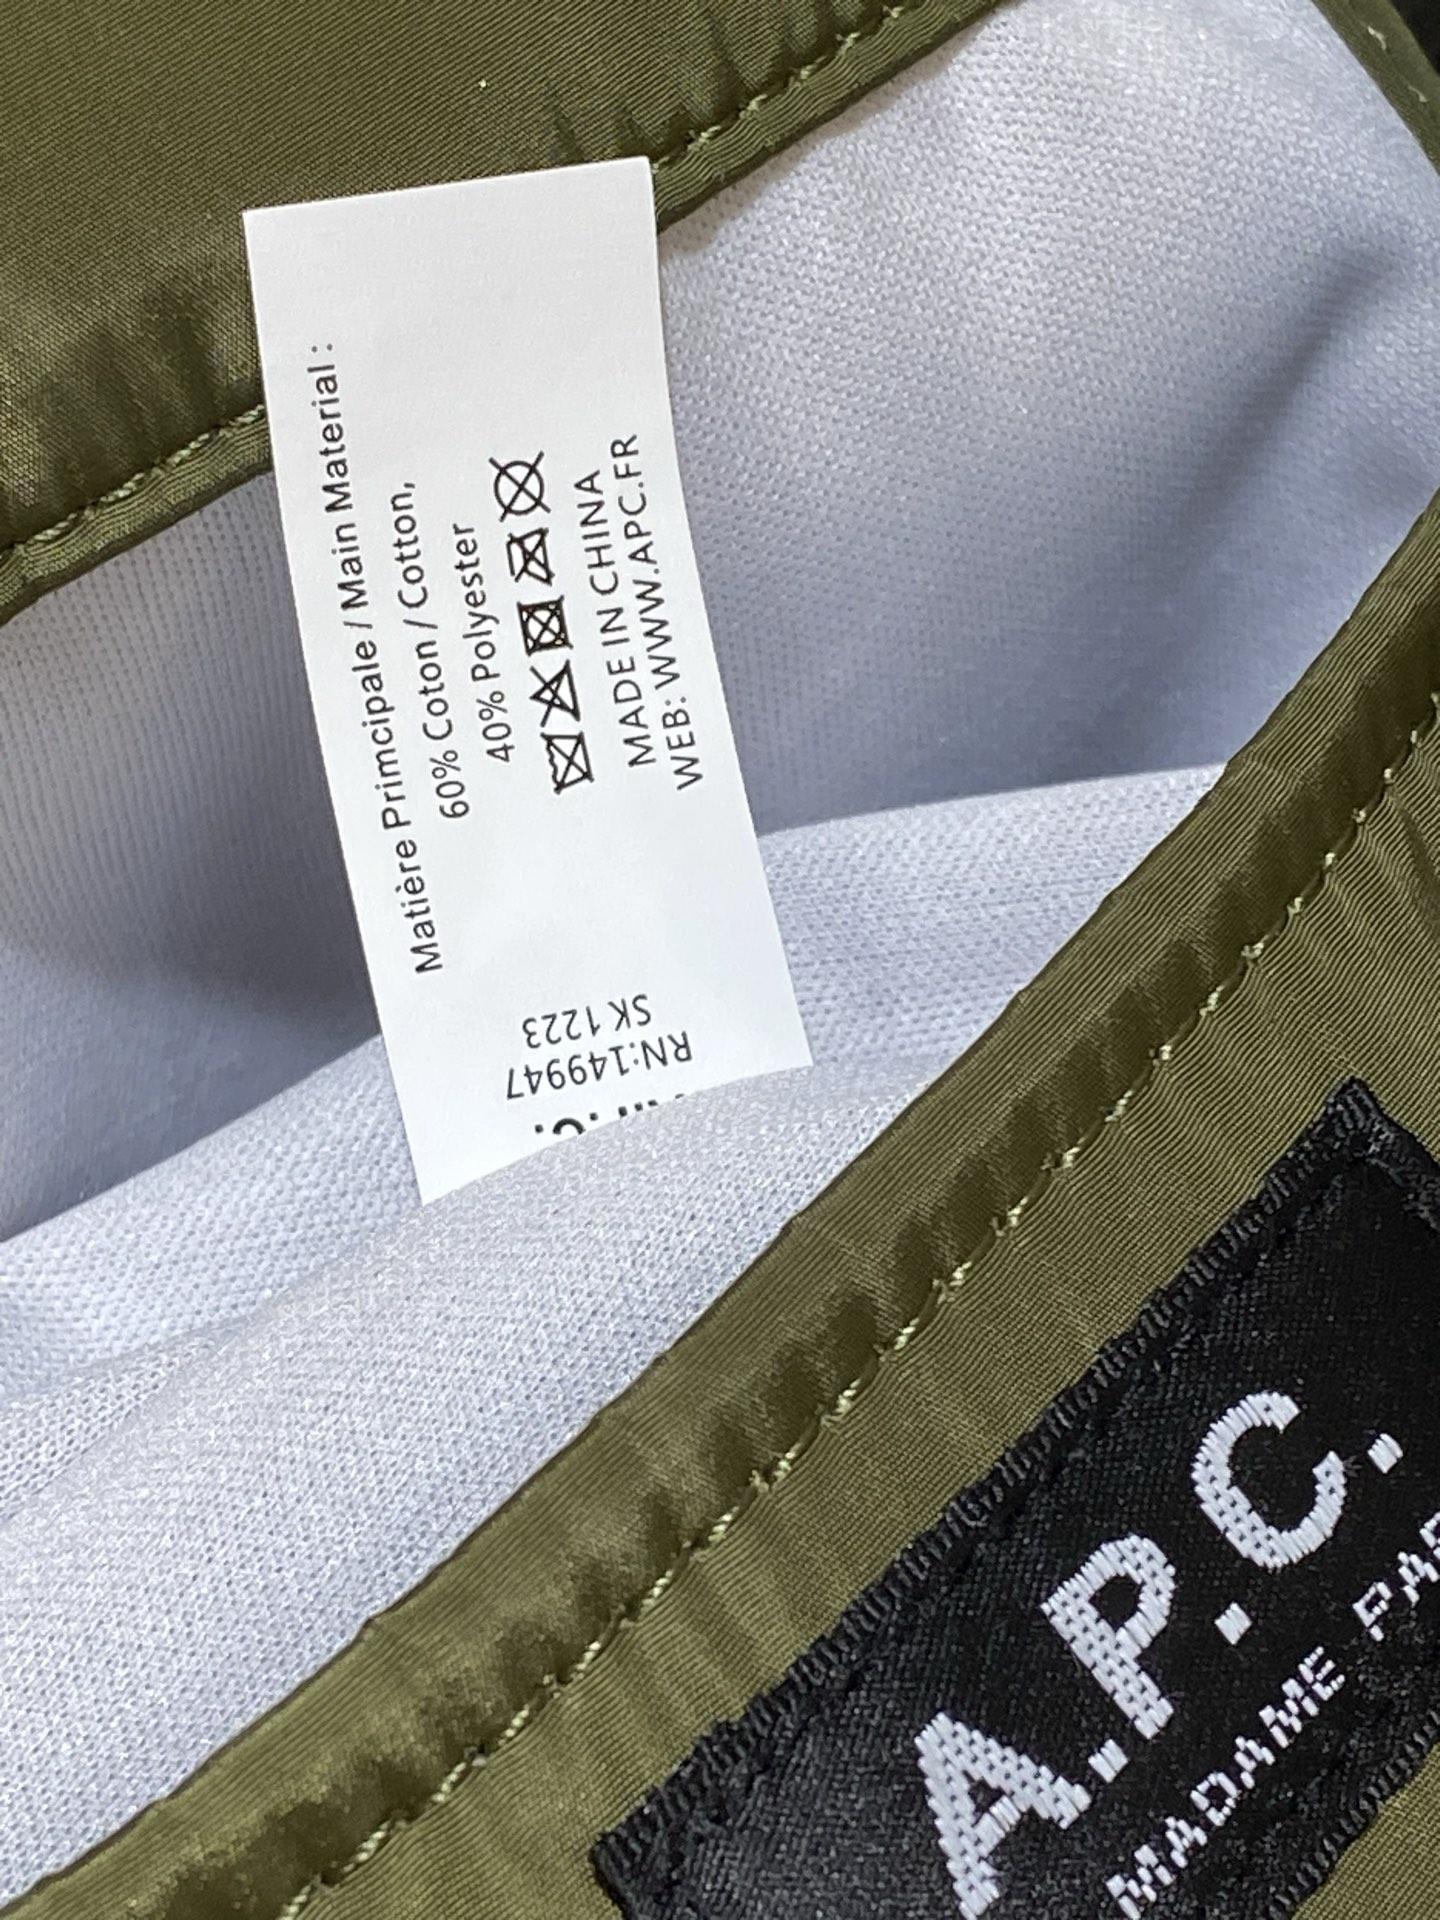 Matière Primcipale / Main Material :
60% Coton / Cotton,
40% Polyester
MADE IN CHINA
WEB: WWW.APC.FR
RN:149947
SK 1223
A.P.C.
MADAME